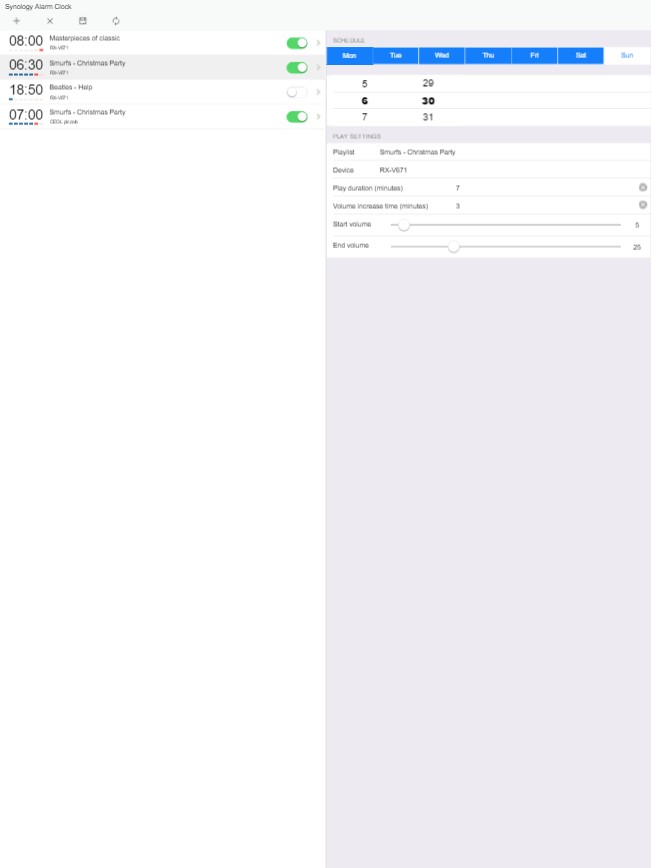 Synology Alarm Clock
08:00 Masterpieces of classic
RX-V671
06:30 Smurfs - Christmas Party
RX-V671
18:50 Beatles - Help
RX-V671
07:00 Smurfs - Christmas Party
SCHEDULE
Mon Tue Wed Thu Fri Sat Sun
5 29
6 30
7 31
PLAY SETTINGS
Playlist Smurfs - Christmas Party
Device RX-V671
Play duration (minutes) 7
Volume increase time (minutes) 3
Start volume 5
End volume 25